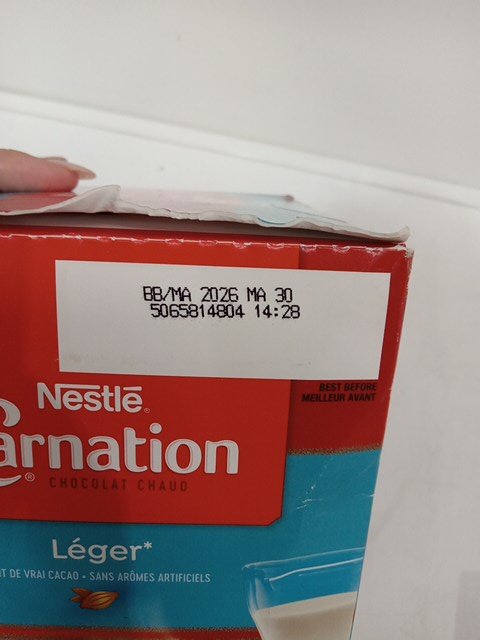 BB/MA 2026 MA 30
5065814804 14:28
BEST BEFORE
MEILLEUR AVANT
Nestlé®
arnation®
CHOCOLAT CHAUD
Léger*
T DE VRAI CACAO • SANS ARÔMES ARTIFICIELS